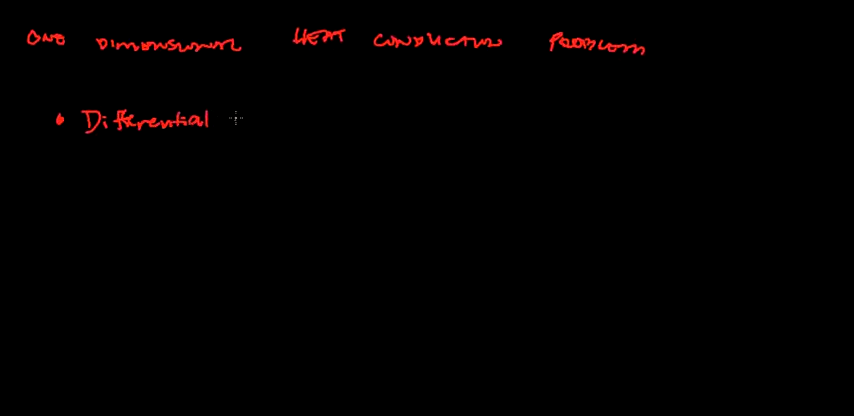 ONE DIMENSIONAL HEAT CONDUCTION PROBLEM
• Differential